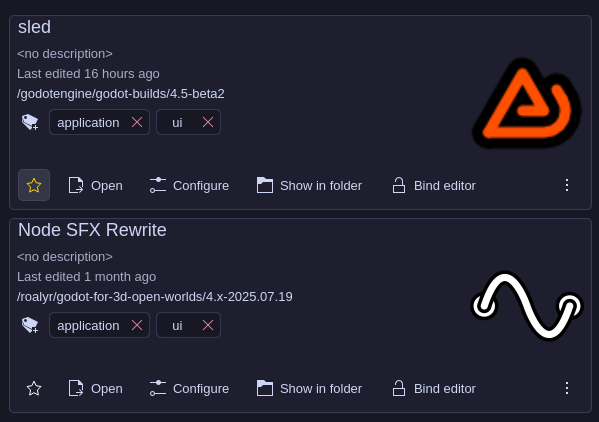 sled
<no description>
Last edited 16 hours ago
/godotengine/godot-builds/4.5-beta2
application ui
Open Configure Show in folder Bind editor
Node SFX Rewrite
<no description>
Last edited 1 month ago
/roalyr/godot-for-3d-open-worlds/4.x-2025.07.19
application ui
Open Configure Show in folder Bind editor